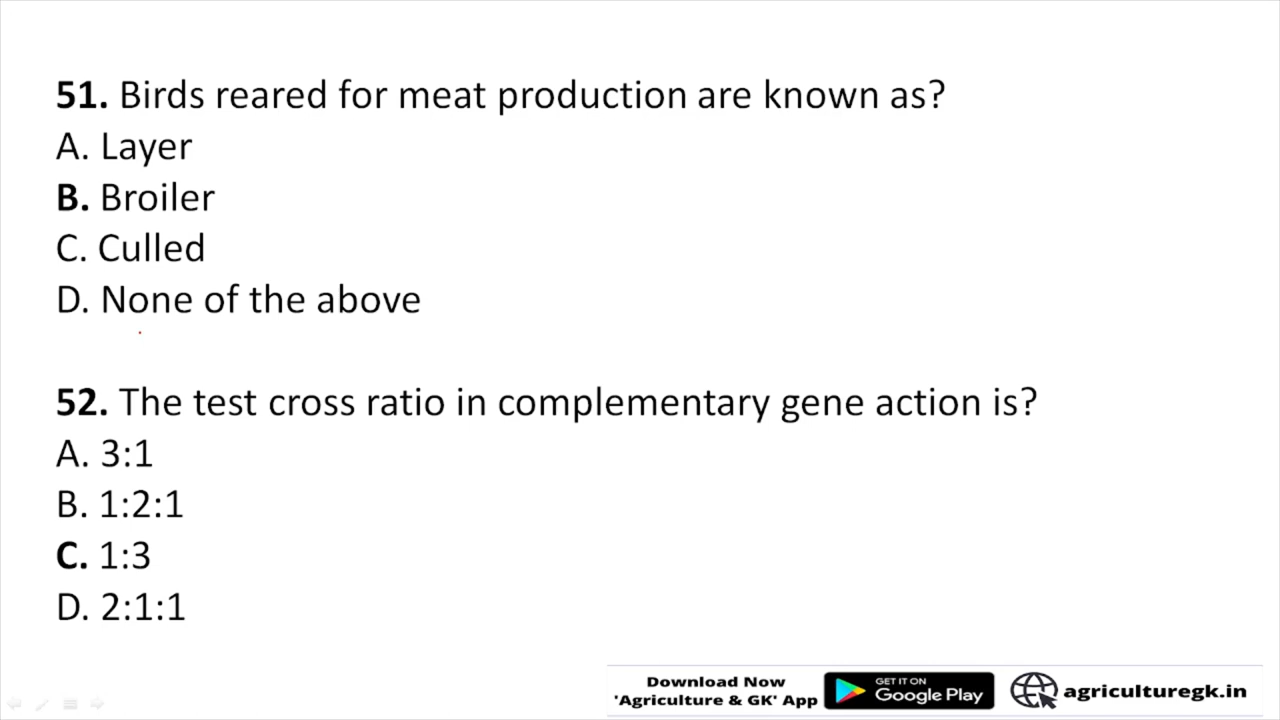 51. Birds reared for meat production are known as?
A. Layer
B. Broiler
C. Culled
D. None of the above
52. The test cross ratio in complementary gene action is?
A. 3:1
B. 1:2:1
C. 1:3
D. 2:1:1
Download Now
'Agriculture & GK' App
GET IT ON
Google Play
agriculturegk.in